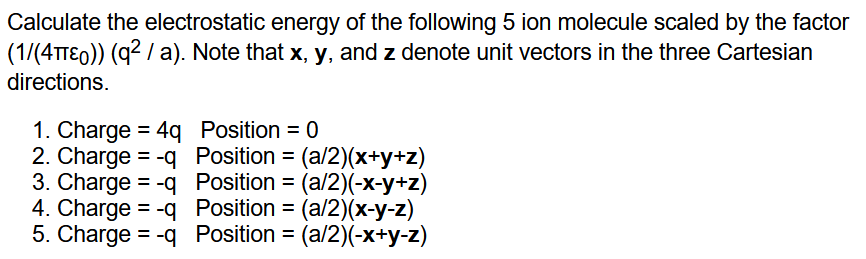 Calculate the electrostatic energy of the following 5 ion molecule scaled by the factor
(1/(4πε₀)) (q² / a). Note that x, y, and z denote unit vectors in the three Cartesian
directions.
1. Charge = 4q Position = 0
2. Charge = -q Position = (a/2)(x+y+z)
3. Charge = -q Position = (a/2)(-x-y+z)
4. Charge = -q Position = (a/2)(x-y-z)
5. Charge = -q Position = (a/2)(-x+y-z)